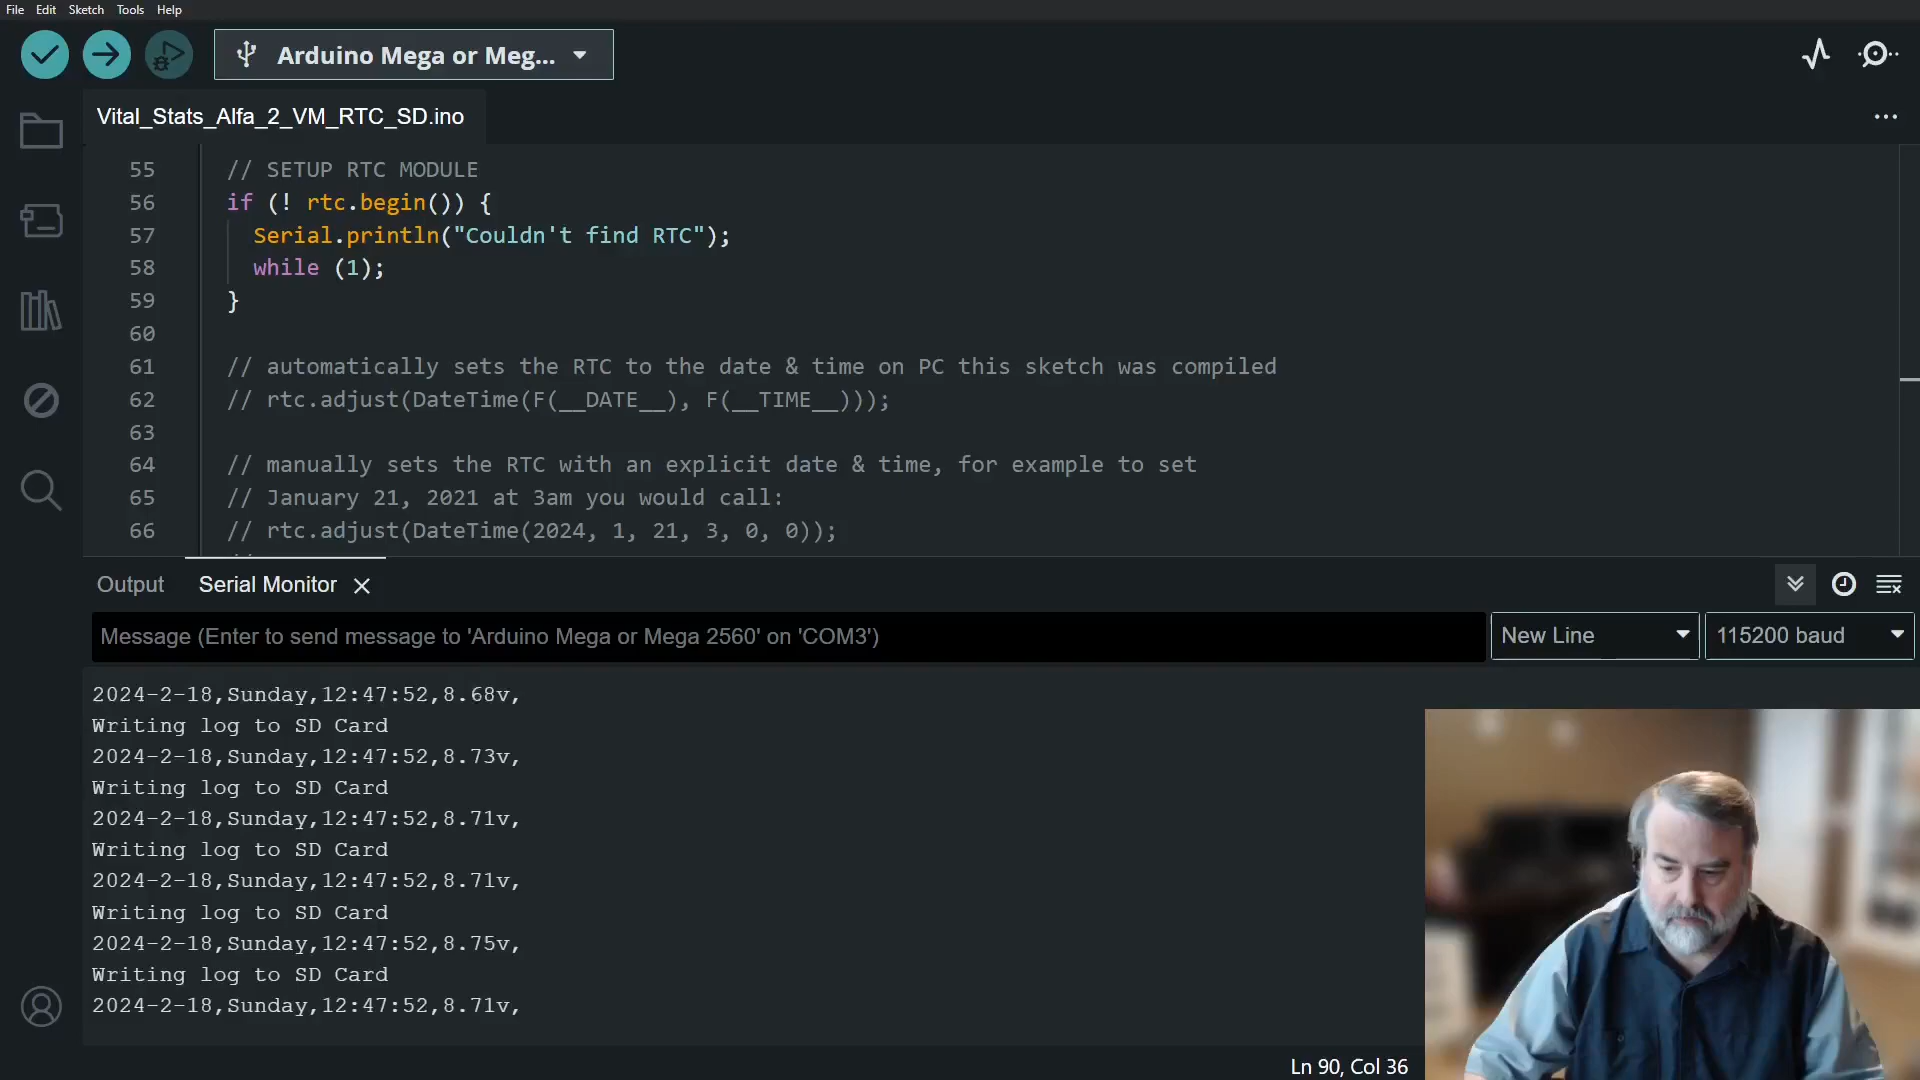 File Edit Sketch Tools Help
Arduino Mega or Meg...
Vital_Stats_Alfa_2_VM_RTC_SD.ino
55 // SETUP RTC MODULE
56 if (! rtc.begin()) {
57 Serial.println("Couldn't find RTC");
58 while (1);
59 }
60
61 // automatically sets the RTC to the date & time on PC this sketch was compiled
62 // rtc.adjust(DateTime(F(__DATE__), F(__TIME__)));
63
64 // manually sets the RTC with an explicit date & time, for example to set
65 // January 21, 2021 at 3am you would call:
66 // rtc.adjust(DateTime(2024, 1, 21, 3, 0, 0));
Output Serial Monitor
Message (Enter to send message to 'Arduino Mega or Mega 2560' on 'COM3')
New Line
115200 baud
2024-2-18,Sunday,12:47:52,8.68v,
Writing log to SD Card
2024-2-18,Sunday,12:47:52,8.73v,
Writing log to SD Card
2024-2-18,Sunday,12:47:52,8.71v,
Writing log to SD Card
2024-2-18,Sunday,12:47:52,8.71v,
Writing log to SD Card
2024-2-18,Sunday,12:47:52,8.75v,
Writing log to SD Card
2024-2-18,Sunday,12:47:52,8.71v,
Ln 90, Col 36